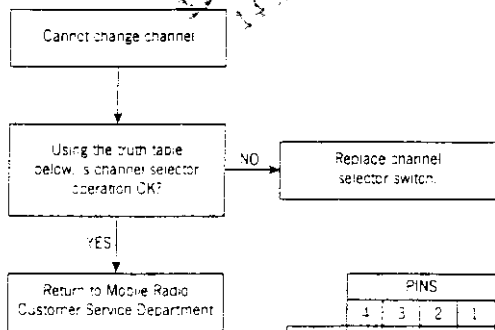 Cannot change channel
Using the truth table
below, is channel selector
operation OK?
NO
Replace channel
selector switch.
YES
Return to Mobile Radio
Customer Service Department
PINS
4 3 2 1